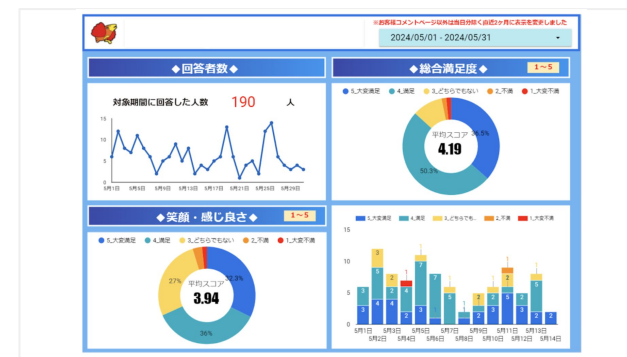 ※お客様コメントページ以外は当日分除く直近2ヶ月に表示を変更しました
2024/05/01 - 2024/05/31
◆回答者数◆
対象期間に回答した人数 190 人
15
10
5
0
5月1日 5月5日 5月9日 5月13日 5月17日 5月21日 5月25日 5月29日
◆総合満足度◆ 1～5
5_大変満足 4_満足 3_どちらでもない 2_不満 1_大変不満
平均スコア
4.19
36.5%
50.3%
◆笑顔・感じ良さ◆ 1～5
5_大変満足 4_満足 3_どちらでもない 2_不満 1_大変不満
27%
平均スコア
3.94
32.3%
36%
5_大変満足 4_満足 3_どちらでも... 2_不満 1_大変不満
15
10
5
0
5月1日 5月3日 5月5日 5月7日 5月9日 5月11日 5月13日
5月2日 5月4日 5月6日 5月8日 5月10日 5月12日 5月14日